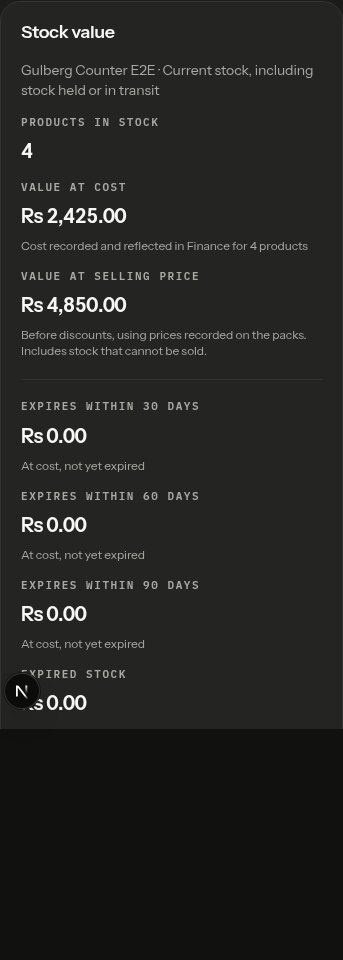 Stock value
Gulberg Counter E2E · Current stock, including
stock held or in transit
PRODUCTS IN STOCK
4
VALUE AT COST
Rs 2,425.00
Cost recorded and reflected in Finance for 4 products
VALUE AT SELLING PRICE
Rs 4,850.00
Before discounts, using prices recorded on the packs.
Includes stock that cannot be sold.
EXPIRES WITHIN 30 DAYS
Rs 0.00
At cost, not yet expired
EXPIRES WITHIN 60 DAYS
Rs 0.00
At cost, not yet expired
EXPIRES WITHIN 90 DAYS
Rs 0.00
At cost, not yet expired
EXPIRED STOCK
N
Rs 0.00